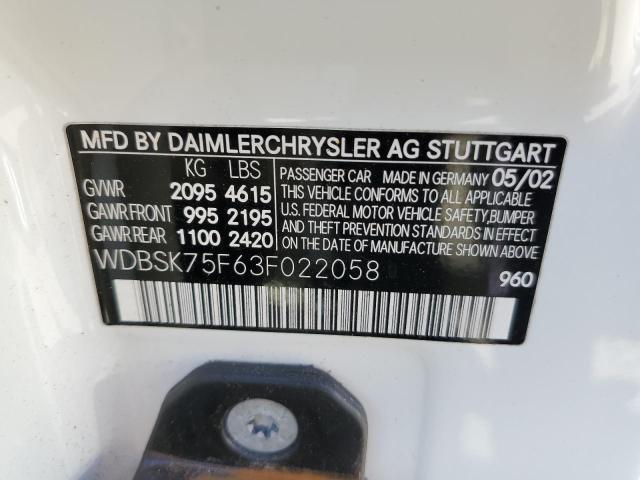 MFD BY DAIMLERCHRYSLER AG STUTTGART
KG LBS
GVWR 2095 4615
GAWR FRONT 995 2195
GAWR REAR 1100 2420
PASSENGER CAR MADE IN GERMANY 05/02
THIS VEHICLE CONFORMS TO ALL APPLICABLE
U.S. FEDERAL MOTOR VEHICLE SAFETY, BUMPER
AND THEFT PREVENTION STANDARDS IN EFFECT
ON THE DATE OF MANUFACTURE SHOWN ABOVE
WDBSK75F63F022058
960